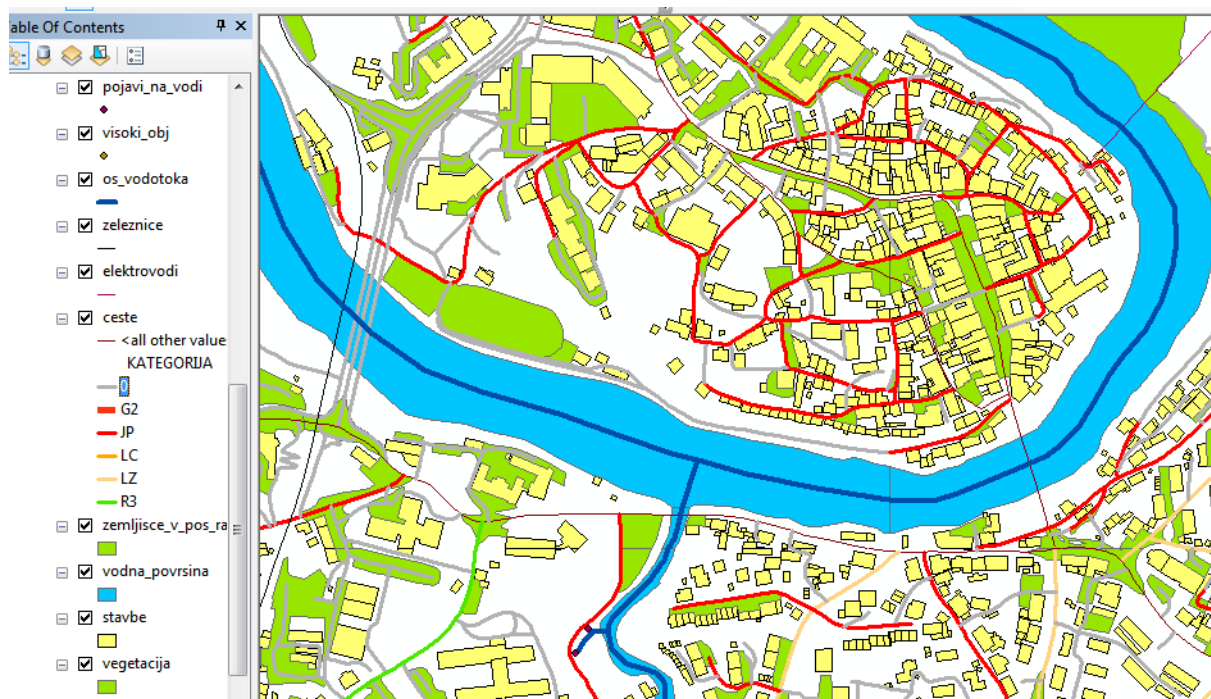 able Of Contents
pojavi_na_vodi
visoki_obj
os_vodotoka
zeleznice
elektrovodi
ceste
<all other value
KATEGORIJA
0
G2
JP
LC
LZ
R3
zemljisce_v_pos_ra
vodna_povrsina
stavbe
vegetacija